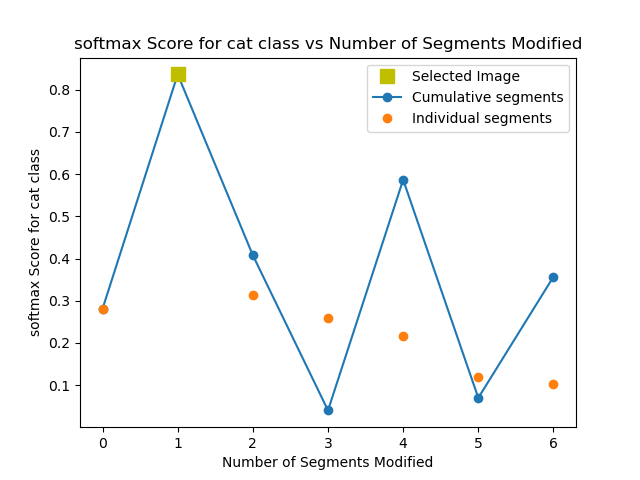 softmax Score for cat class vs Number of Segments Modified
Selected Image
Cumulative segments
Individual segments
softmax Score for cat class
0.8
0.7
0.6
0.5
0.4
0.3
0.2
0.1
0 1 2 3 4 5 6
Number of Segments Modified